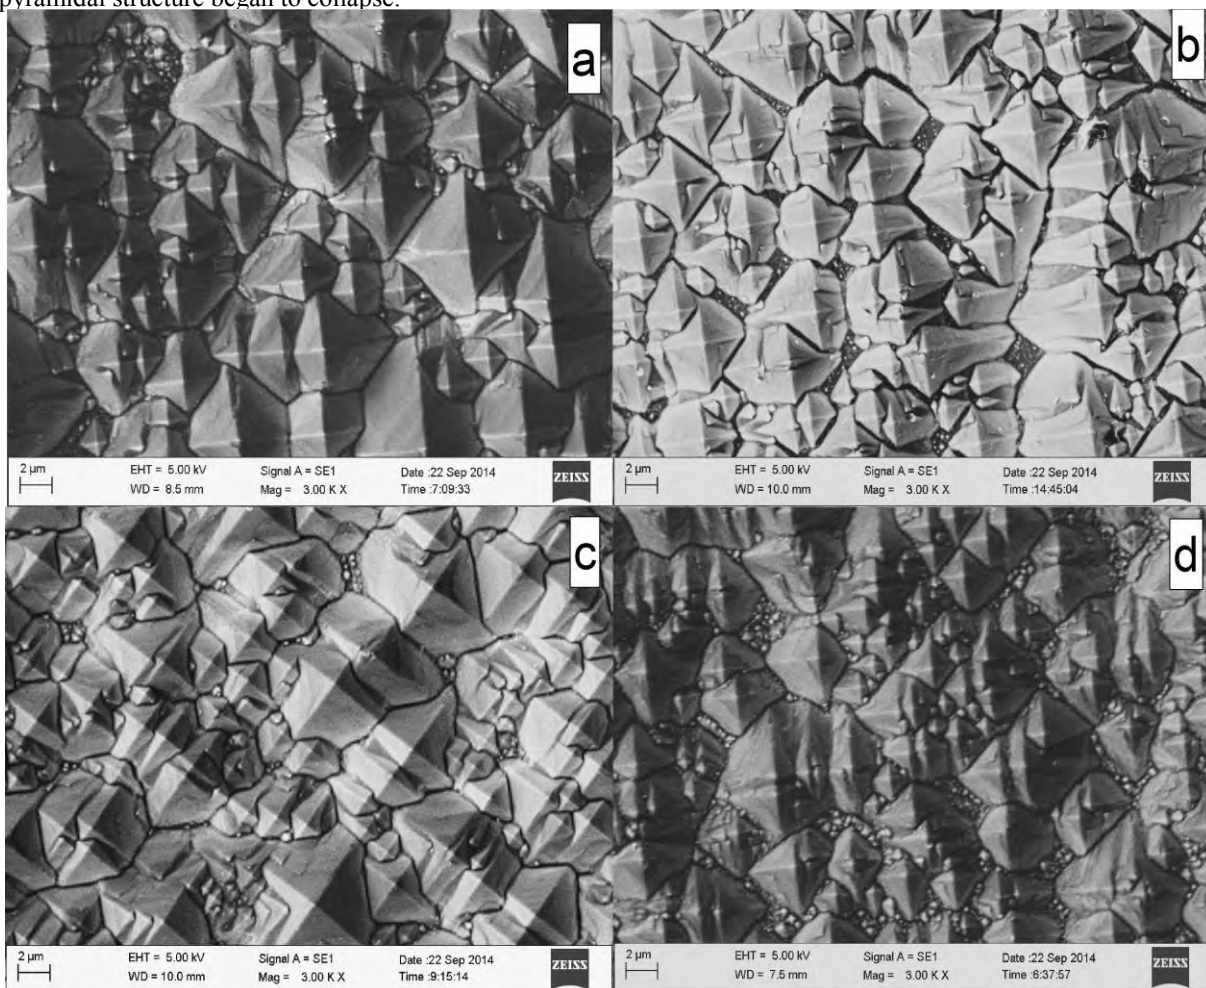 pyramidal structure began to collapse.
a
b
2 µm EHT = 5.00 kV Signal A = SE1 Date :22 Sep 2014 ZEISS
WD = 8.5 mm Mag = 3.00 K X Time :7:09:33
2 µm EHT = 5.00 kV Signal A = SE1 Date :22 Sep 2014 ZEISS
WD = 10.0 mm Mag = 3.00 K X Time :14:45:04
c
d
2 µm EHT = 5.00 kV Signal A = SE1 Date :22 Sep 2014 ZEISS
WD = 10.0 mm Mag = 3.00 K X Time :9:15:14
2 µm EHT = 5.00 kV Signal A = SE1 Date :22 Sep 2014 ZEISS
WD = 7.5 mm Mag = 3.00 K X Time :6:37:57